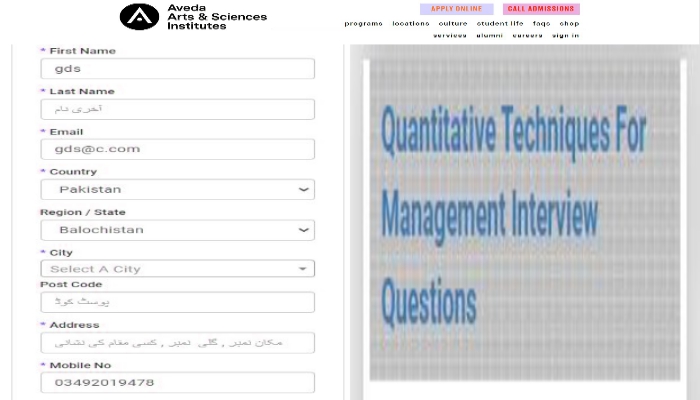 Aveda
Arts & Sciences
Institutes
APPLY ONLINE
CALL ADMISSIONS
programs locations culture student life faqs shop
services alumni careers sign in
* First Name
gds
* Last Name
آخری نام
* Email
gds@c.com
* Country
Pakistan
Region / State
Balochistan
* City
Select A City
Post Code
پوسٹ کوڈ
* Address
مکان نمبر , گلی نمبر , کسی مقام کی نشانی
* Mobile No
03492019478
Quantitative Techniques For
Management Interview
Questions